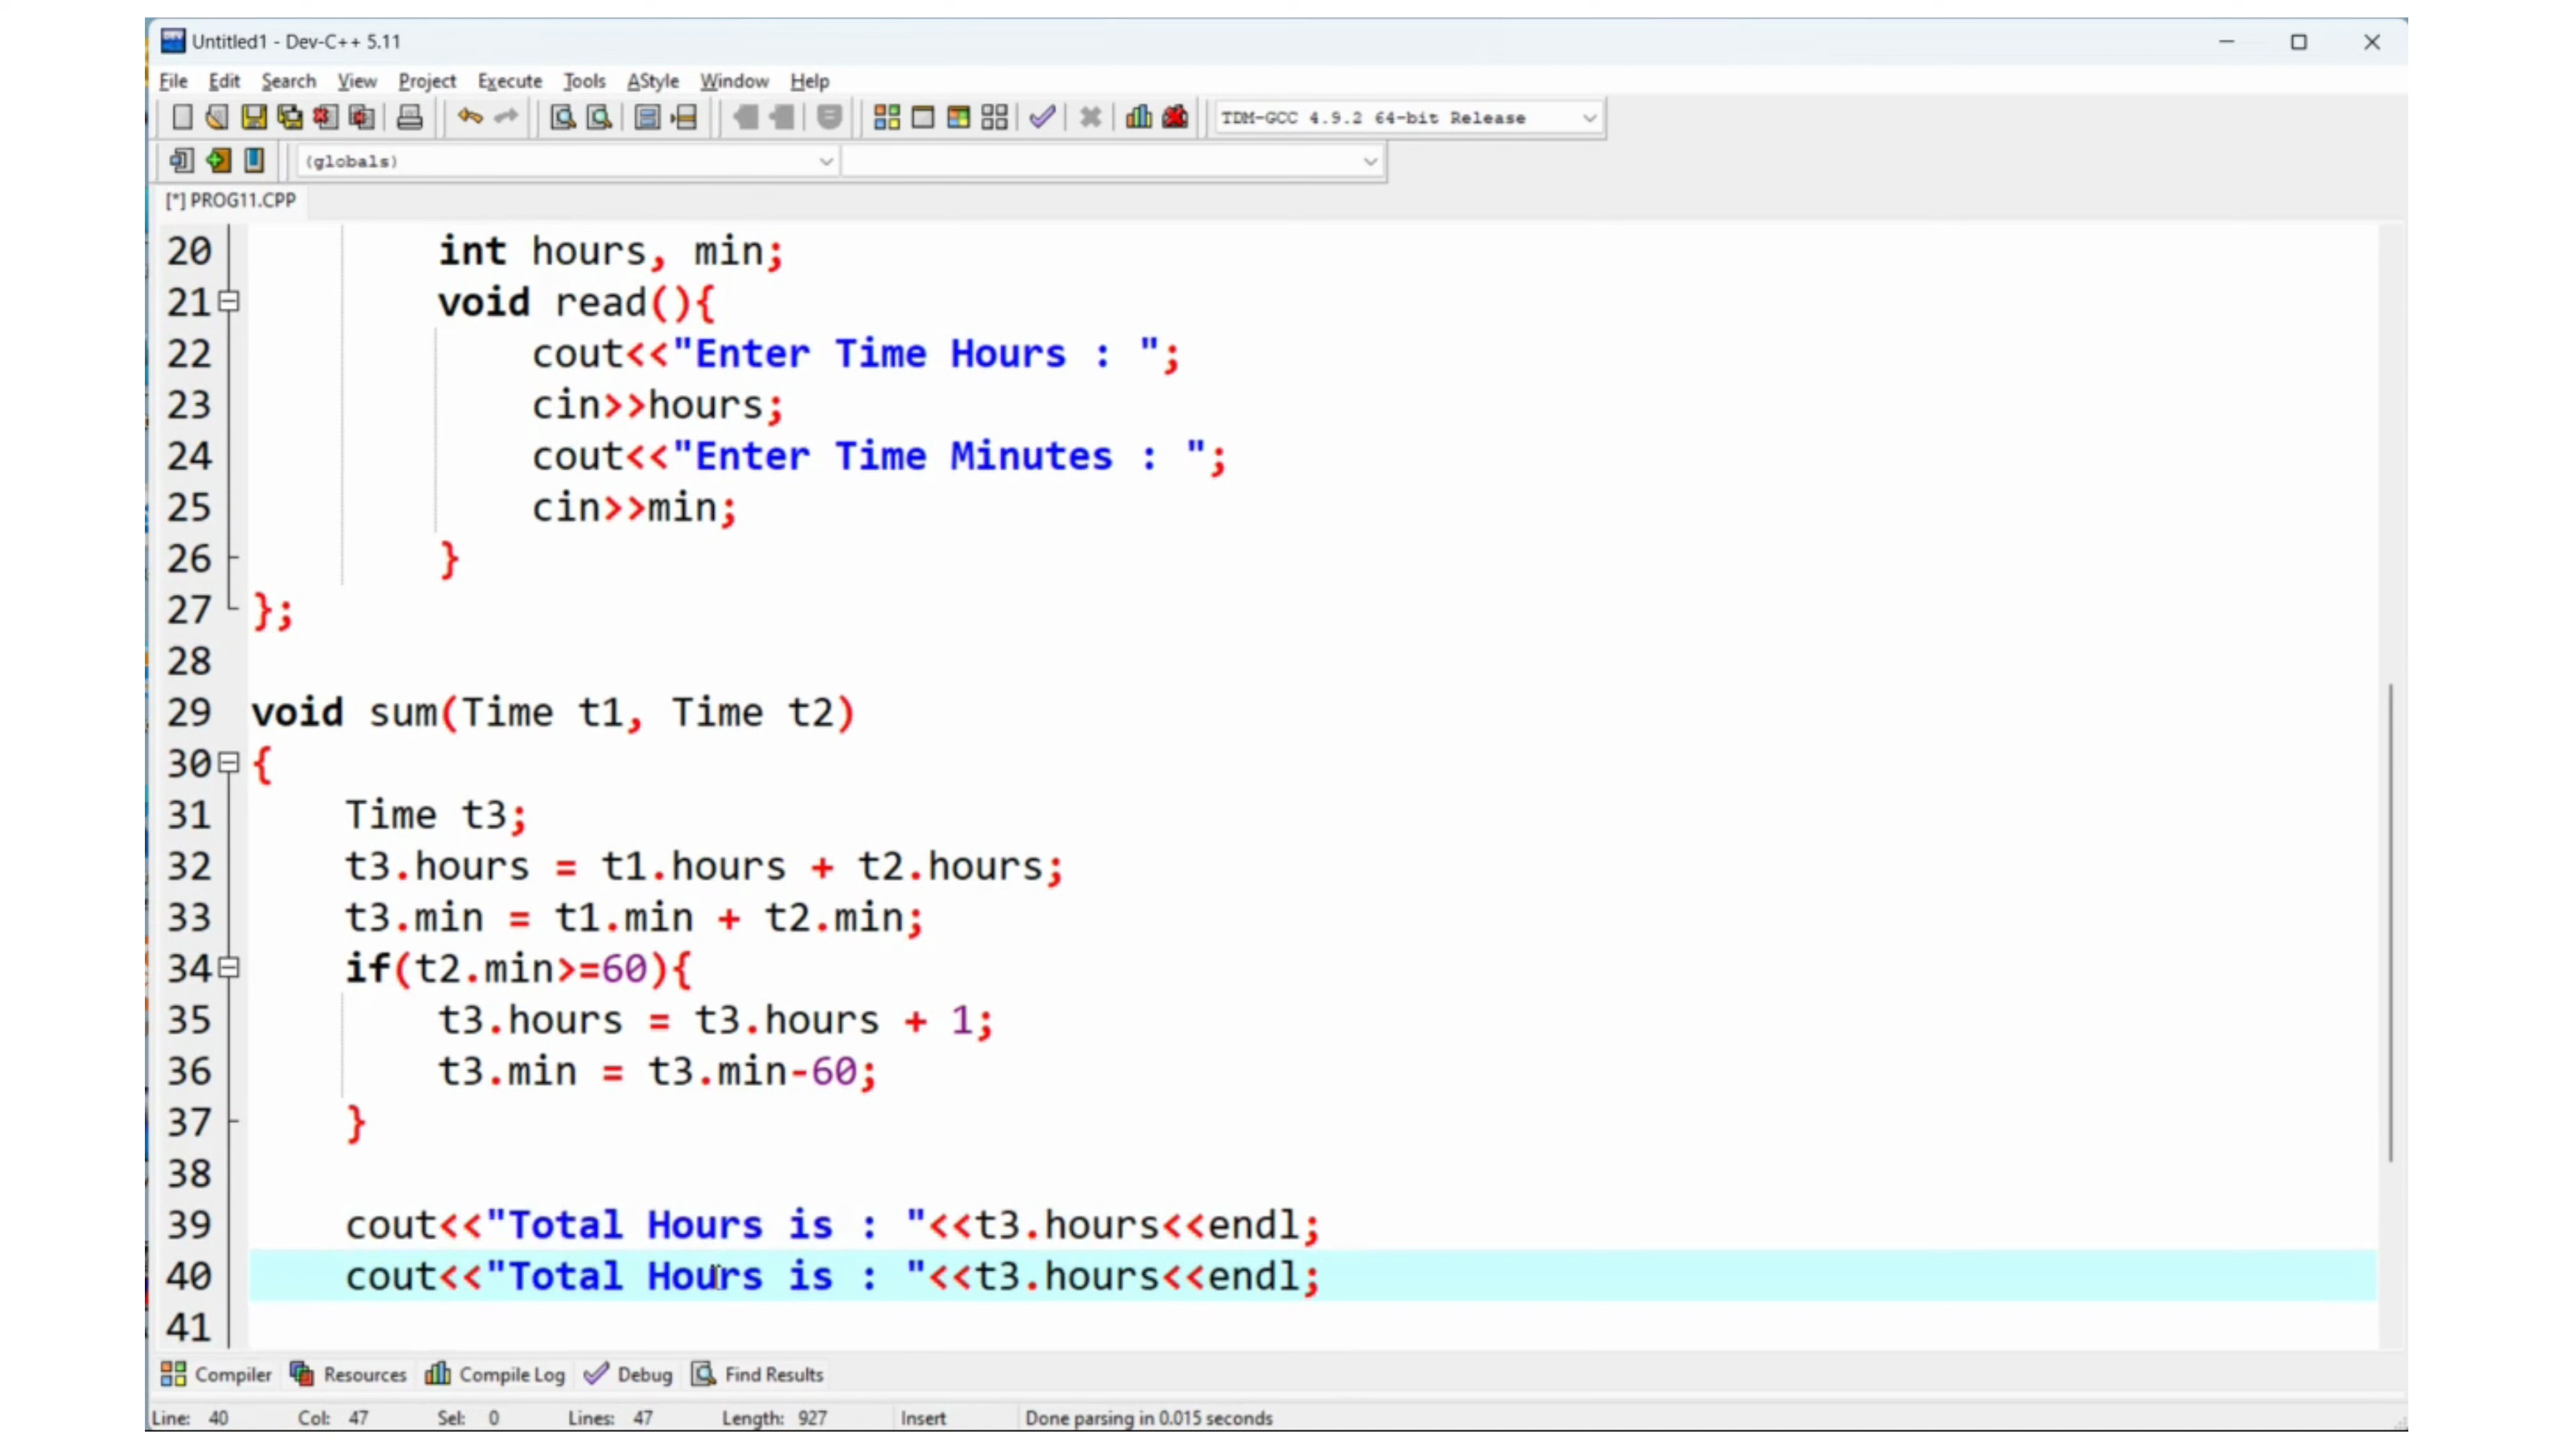 Untitled1 - Dev-C++ 5.11
File Edit Search View Project Execute Tools AStyle Window Help
TDM-GCC 4.9.2 64-bit Release
(globals)
[*] PROG11.CPP
20 int hours, min;
21 void read(){
22 cout<<"Enter Time Hours : ";
23 cin>>hours;
24 cout<<"Enter Time Minutes : ";
25 cin>>min;
26 }
27 };
28
29 void sum(Time t1, Time t2)
30 {
31 Time t3;
32 t3.hours = t1.hours + t2.hours;
33 t3.min = t1.min + t2.min;
34 if(t2.min>=60){
35 t3.hours = t3.hours + 1;
36 t3.min = t3.min-60;
37 }
38
39 cout<<"Total Hours is : "<<t3.hours<<endl;
40 cout<<"Total Hours is : "<<t3.hours<<endl;
41
Compiler Resources Compile Log Debug Find Results
Line: 40 Col: 47 Sel: 0 Lines: 47 Length: 927 Insert Done parsing in 0.015 seconds